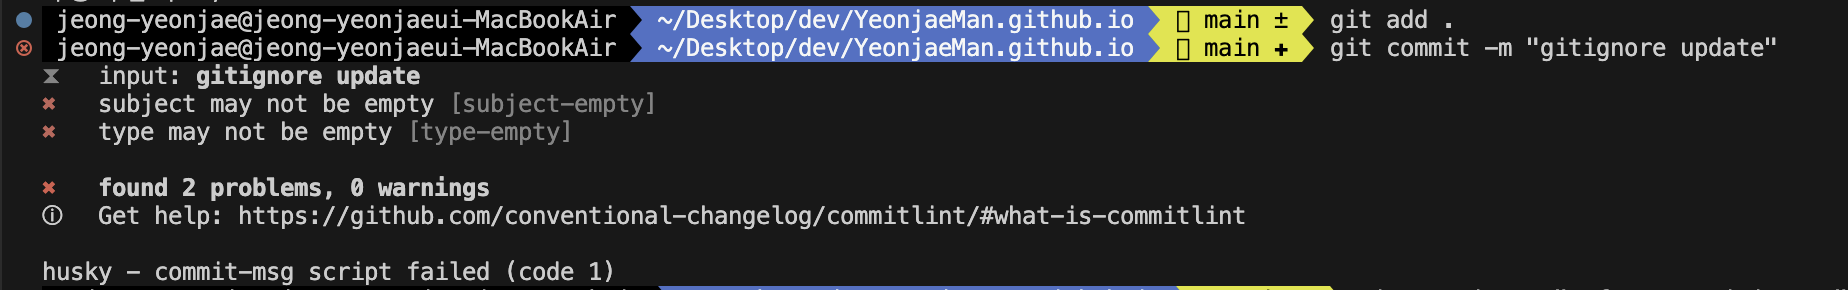 jeong-yeonjae@jeong-yeonjaeui-MacBookAir ~/Desktop/dev/YeonjaeMan.github.io main ± git add .
jeong-yeonjae@jeong-yeonjaeui-MacBookAir ~/Desktop/dev/YeonjaeMan.github.io main + git commit -m "gitignore update"
⧗ input: gitignore update
✖ subject may not be empty [subject-empty]
✖ type may not be empty [type-empty]
✖ found 2 problems, 0 warnings
ⓘ Get help: https://github.com/conventional-changelog/commitlint/#what-is-commitlint
husky - commit-msg script failed (code 1)